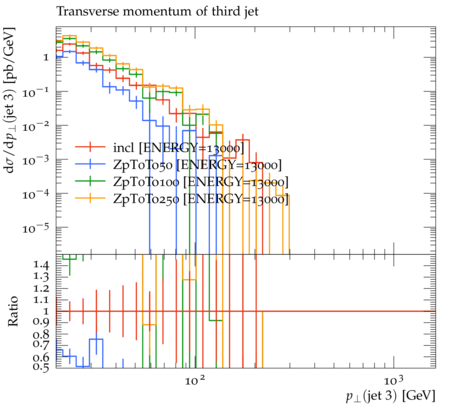 Transverse momentum of third jet
dσ/dp⊥(jet 3) [pb/GeV]
1
10⁻¹
10⁻²
10⁻³
10⁻⁴
10⁻⁵
incl [ENERGY=13000]
ZpToTo50 [ENERGY=13000]
ZpToTo100 [ENERGY=13000]
ZpToTo250 [ENERGY=13000]
Ratio
1.4
1.3
1.2
1.1
1
0.9
0.8
0.7
0.6
0.5
10² 10³
p⊥(jet 3) [GeV]